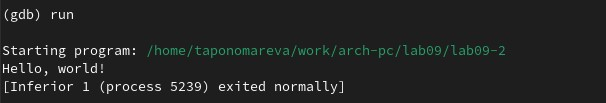 (gdb) run
Starting program: /home/taponomareva/work/arch-pc/lab09/lab09-2
Hello, world!
[Inferior 1 (process 5239) exited normally]